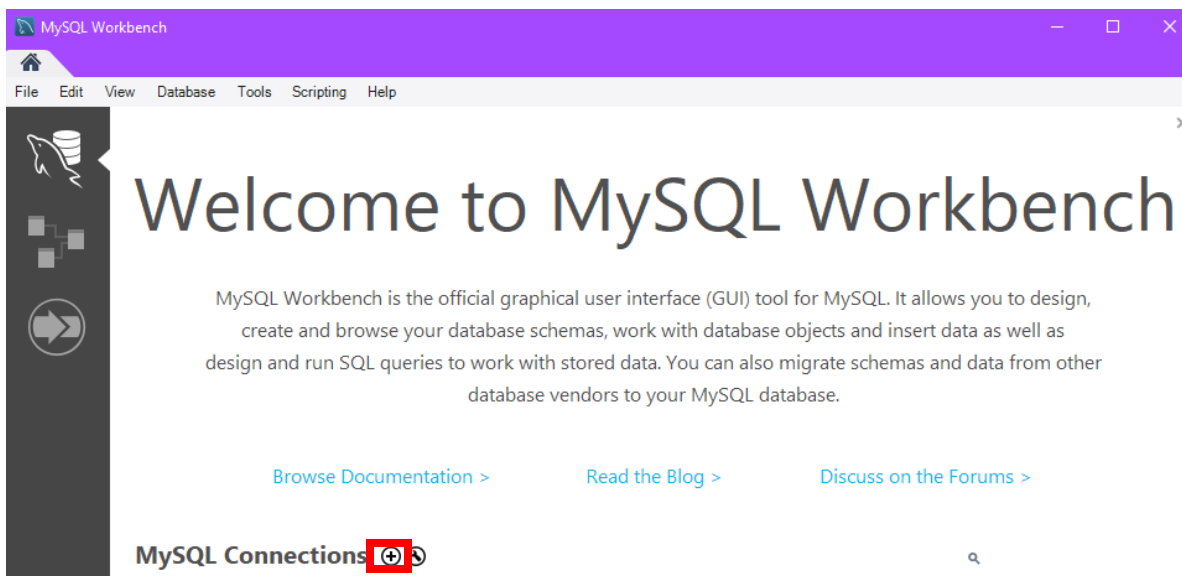 MySQL Workbench
File Edit View Database Tools Scripting Help
Welcome to MySQL Workbench
MySQL Workbench is the official graphical user interface (GUI) tool for MySQL. It allows you to design,
create and browse your database schemas, work with database objects and insert data as well as
design and run SQL queries to work with stored data. You can also migrate schemas and data from other
database vendors to your MySQL database.
Browse Documentation > Read the Blog > Discuss on the Forums >
MySQL Connections